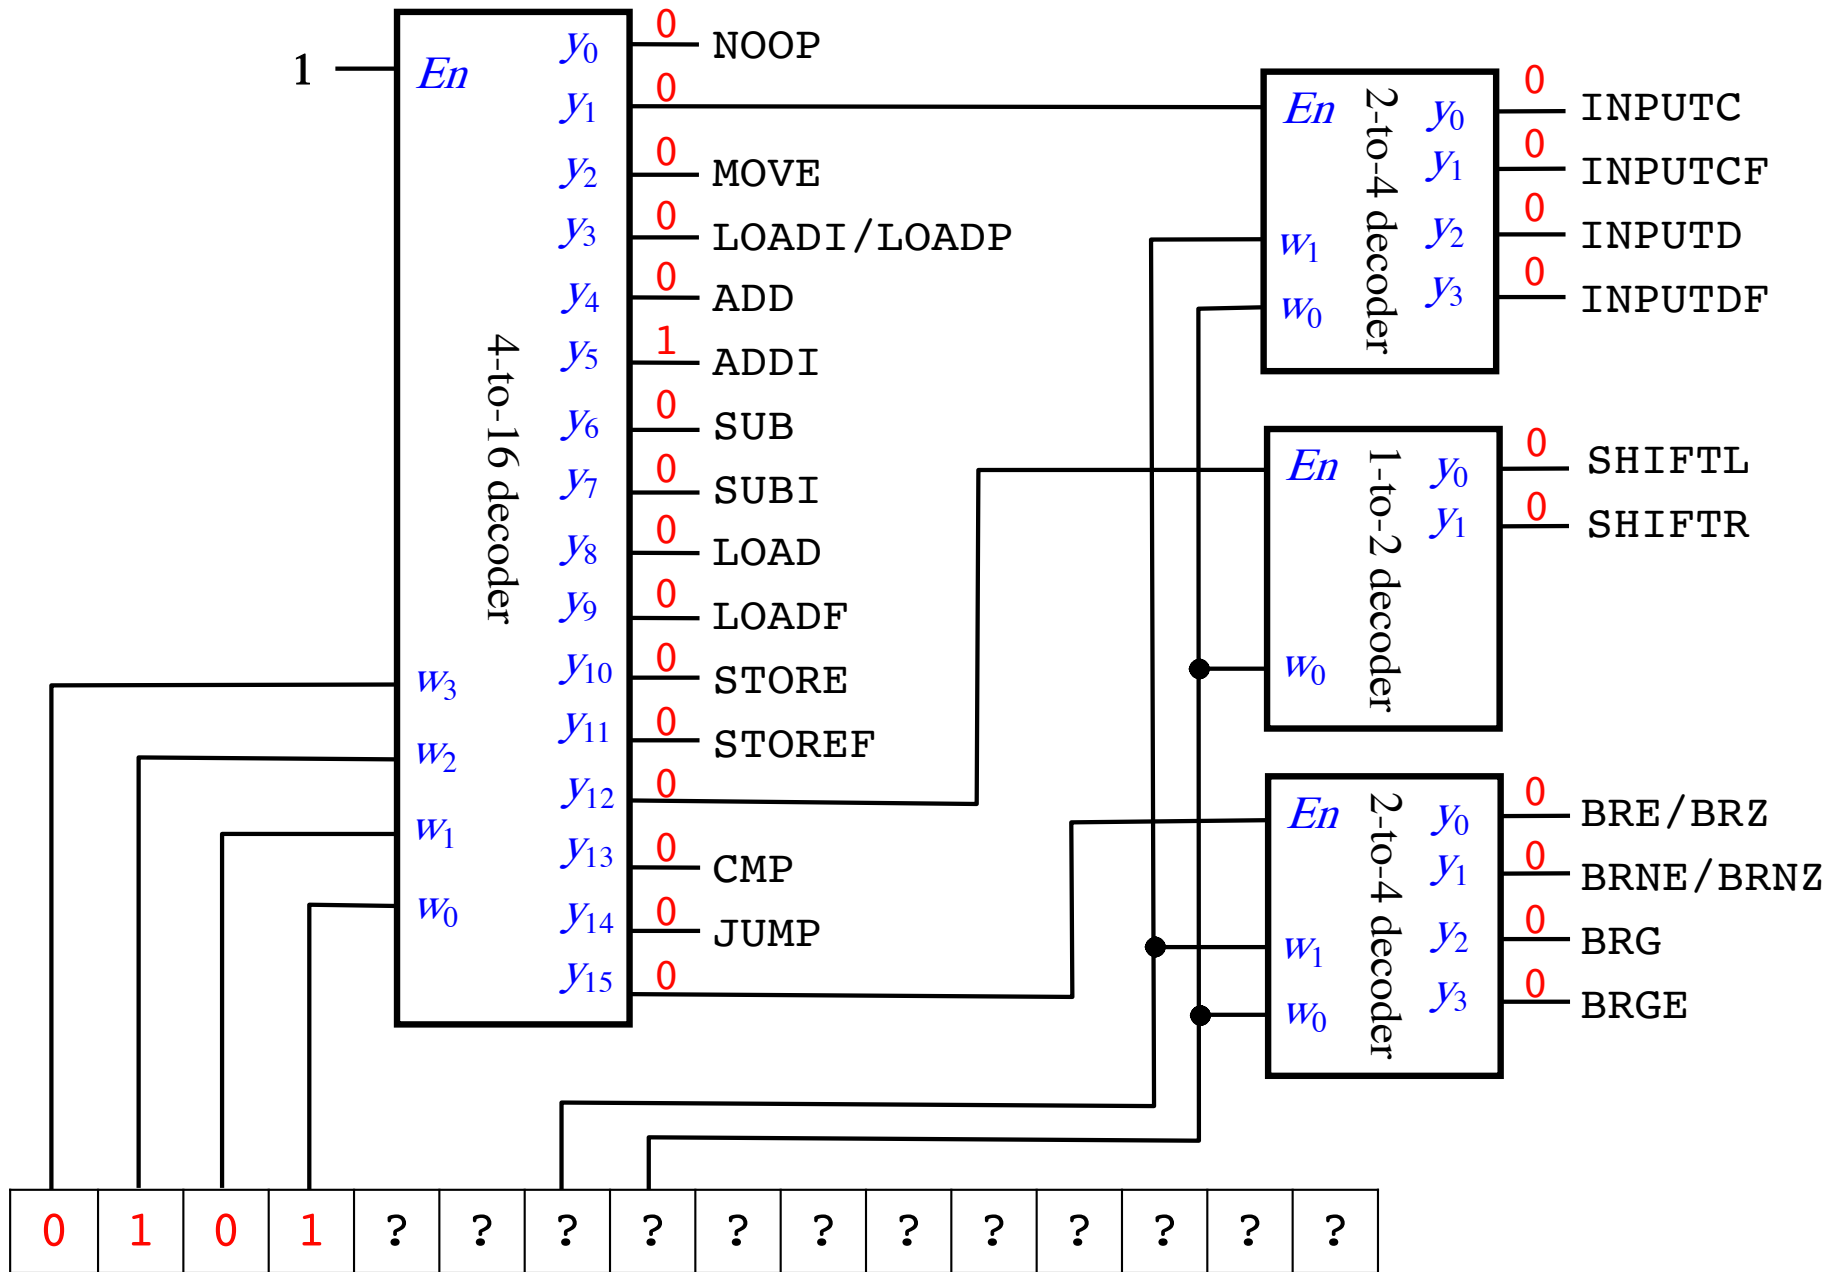 1
En
4-to-16 decoder
w3
w2
w1
w0
y0 0 NOOP
y1 0
y2 0 MOVE
y3 0 LOADI/LOADP
y4 0 ADD
y5 1 ADDI
y6 0 SUB
y7 0 SUBI
y8 0 LOAD
y9 0 LOADF
y10 0 STORE
y11 0 STOREF
y12 0
y13 0 CMP
y14 0 JUMP
y15 0
En
w1
w0
2-to-4 decoder
y0 0 INPUTC
y1 0 INPUTCF
y2 0 INPUTD
y3 0 INPUTDF
En
w0
1-to-2 decoder
y0 0 SHIFTL
y1 0 SHIFTR
En
w1
w0
2-to-4 decoder
y0 0 BRE/BRZ
y1 0 BRNE/BRNZ
y2 0 BRG
y3 0 BRGE
0 1 0 1 ? ? ? ? ? ? ? ? ? ? ? ?